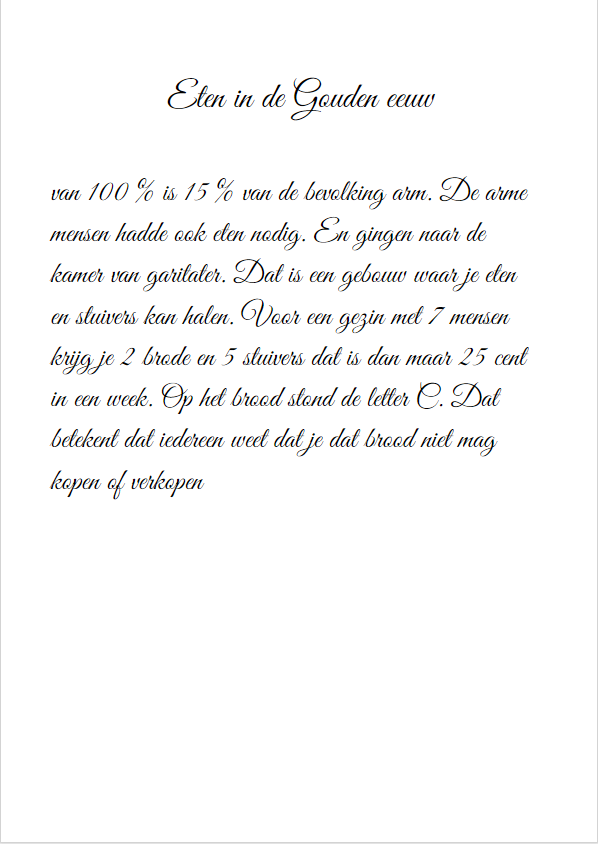 Eten in de Gouden eeuw
van 100 % is 15 % van de bevolking arm. De arme
mensen hadde ook eten nodig. En gingen naar de
kamer van garitater. Dat is een gebouw waar je eten
en stuivers kan halen. Voor een gezin met 7 mensen
krijg je 2 brode en 5 stuivers dat is dan maar 25 cent
in een week. Op het brood stond de letter C. Dat
betekent dat iedereen weet dat je dat brood niet mag
kopen of verkopen